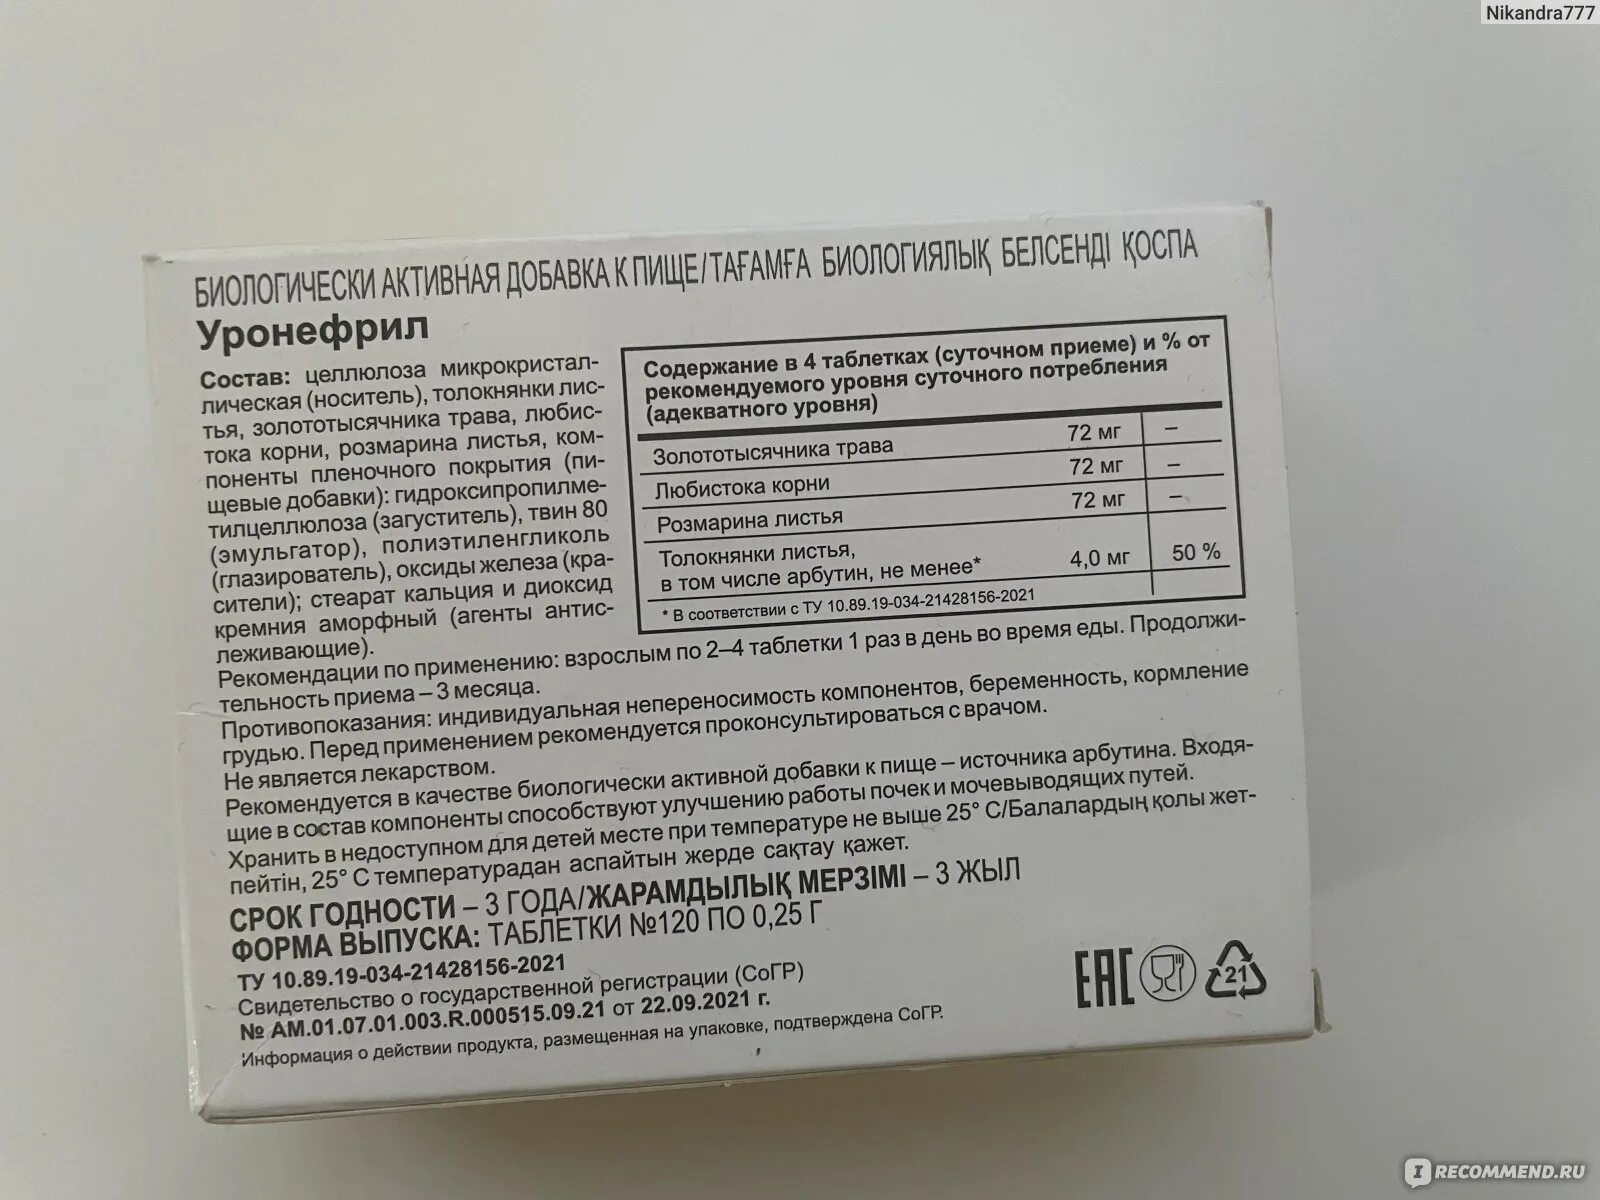 Nikandra777
БИОЛОГИЧЕСКИ АКТИВНАЯ ДОБАВКА К ПИЩЕ/ТАҒАМҒА БИОЛОГИЯЛЫҚ БЕЛСЕНДІ ҚОСПА
Уронефрил
Состав: целлюлоза микрокристал-
лическая (носитель), толокнянки лис-
тья, золототысячника трава, любис-
тока корни, розмарина листья, ком-
поненты пленочного покрытия (пи-
щевые добавки): гидроксипропилме-
тилцеллюлоза (загуститель), твин 80
(эмульгатор), полиэтиленгликоль
(глазирователь), оксиды железа (кра-
сители); стеарат кальция и диоксид
кремния аморфный (агенты антис-
леживающие).
Содержание в 4 таблетках (суточном приеме) и % от
рекомендуемого уровня суточного потребления
(адекватного уровня)
Золототысячника трава 72 мг –
Любистока корни 72 мг –
Розмарина листья 72 мг –
Толокнянки листья,
в том числе арбутин, не менее* 4,0 мг 50 %
* В соответствии с ТУ 10.89.19-034-21428156-2021
Рекомендации по применению: взрослым по 2–4 таблетки 1 раз в день во время еды. Продолжи-
тельность приема – 3 месяца.
Противопоказания: индивидуальная непереносимость компонентов, беременность, кормление
грудью. Перед применением рекомендуется проконсультироваться с врачом.
Не является лекарством.
Рекомендуется в качестве биологически активной добавки к пище – источника арбутина. Входя-
щие в состав компоненты способствуют улучшению работы почек и мочевыводящих путей.
Хранить в недоступном для детей месте при температуре не выше 25° С/Балалардың қолы жет-
пейтін, 25° С температурадан аспайтын жерде сақтау қажет.
СРОК ГОДНОСТИ – 3 ГОДА/ЖАРАМДЫЛЫҚ МЕРЗІМІ – 3 ЖЫЛ
ФОРМА ВЫПУСКА: ТАБЛЕТКИ №120 ПО 0,25 Г
ТУ 10.89.19-034-21428156-2021
Свидетельство о государственной регистрации (СоГР)
№ AM.01.07.01.003.R.000515.09.21 от 22.09.2021 г.
Информация о действии продукта, размещенная на упаковке, подтверждена СоГР.
EAC
21
IRECOMMEND.RU